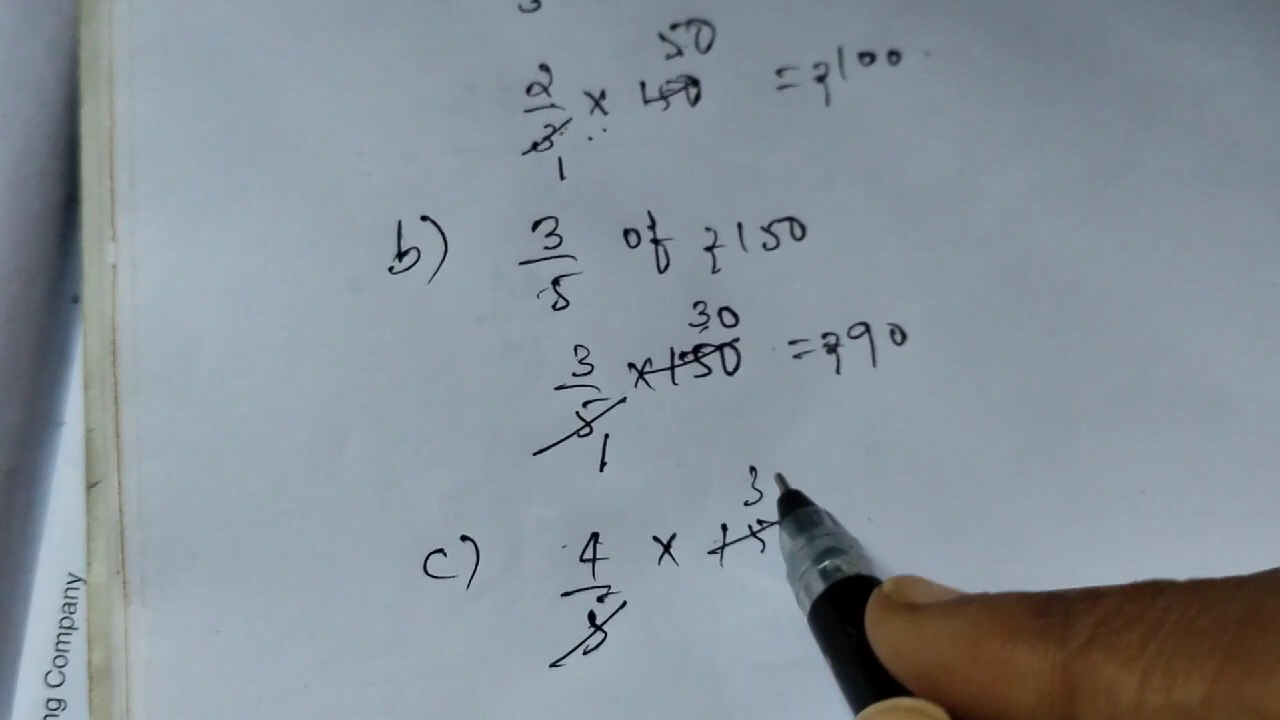 50
2/3 × 150 = ₹100
1
b) 3/5 of ₹150
30
3/5 × 150 = ₹90
1
3
c) 4/5 × 15
ng Company